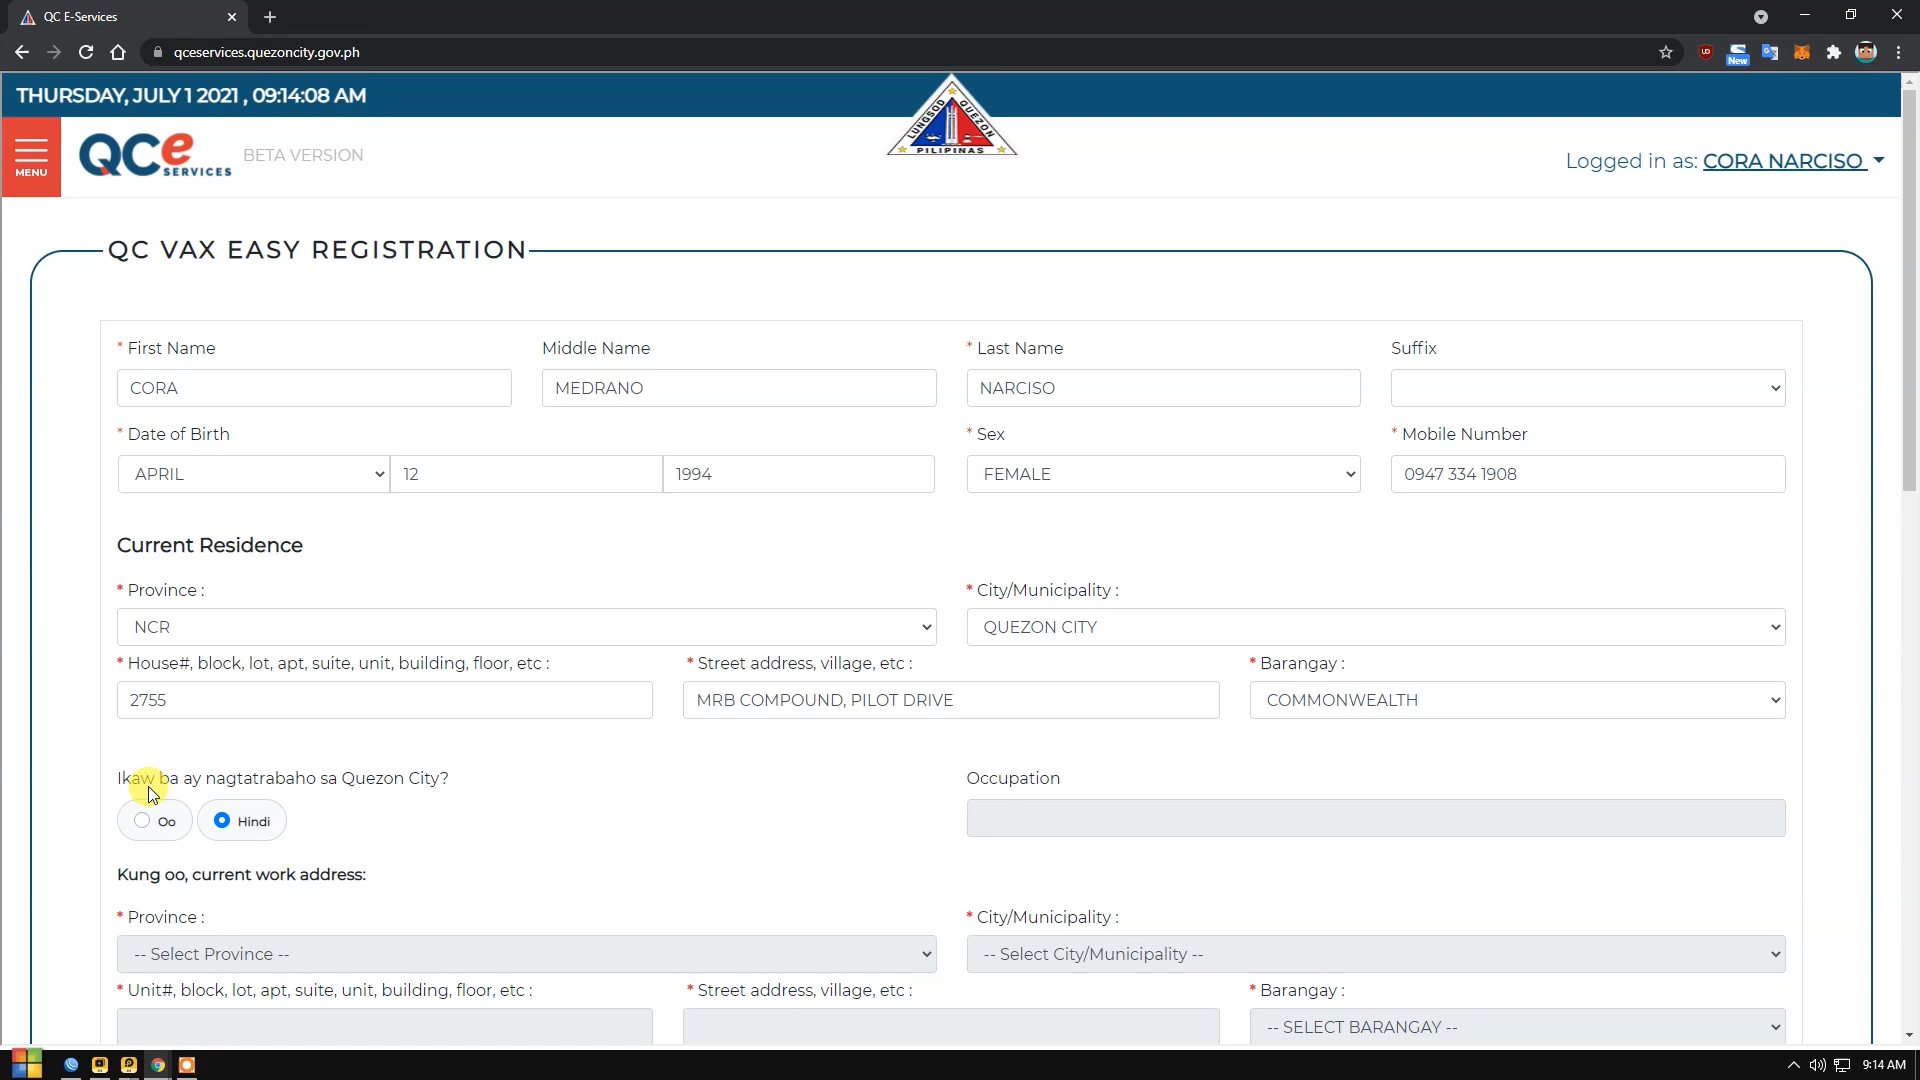 QC E-Services
qceservices.quezoncity.gov.ph
New
THURSDAY, JULY 1 2021 , 09:14:08 AM
LUNGSOD QUEZON
PILIPINAS
MENU
QCe SERVICES
BETA VERSION
Logged in as: CORA NARCISO
QC VAX EASY REGISTRATION
* First Name Middle Name * Last Name Suffix
CORA MEDRANO NARCISO
* Date of Birth * Sex * Mobile Number
APRIL 12 1994 FEMALE 0947 334 1908
Current Residence
* Province : * City/Municipality :
NCR QUEZON CITY
* House#, block, lot, apt, suite, unit, building, floor, etc : * Street address, village, etc : * Barangay :
2755 MRB COMPOUND, PILOT DRIVE COMMONWEALTH
Ikaw ba ay nagtatrabaho sa Quezon City? Occupation
Oo Hindi
Kung oo, current work address:
* Province : * City/Municipality :
-- Select Province -- -- Select City/Municipality --
* Unit#, block, lot, apt, suite, unit, building, floor, etc : * Street address, village, etc : * Barangay :
-- SELECT BARANGAY --
9:14 AM